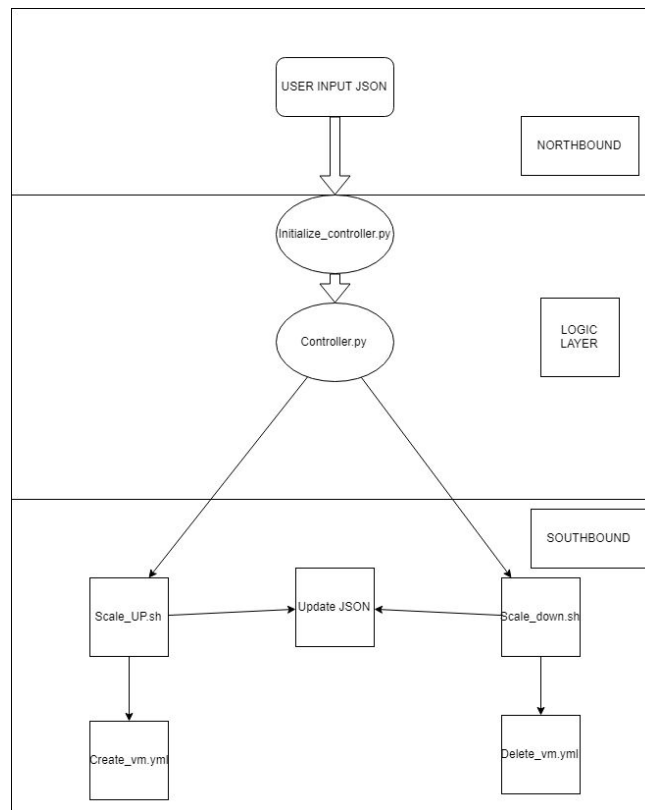 USER INPUT JSON
NORTHBOUND
Initialize_controller.py
Controller.py
LOGIC
LAYER
SOUTHBOUND
Scale_UP.sh
Update JSON
Scale_down.sh
Create_vm.yml
Delete_vm.yml